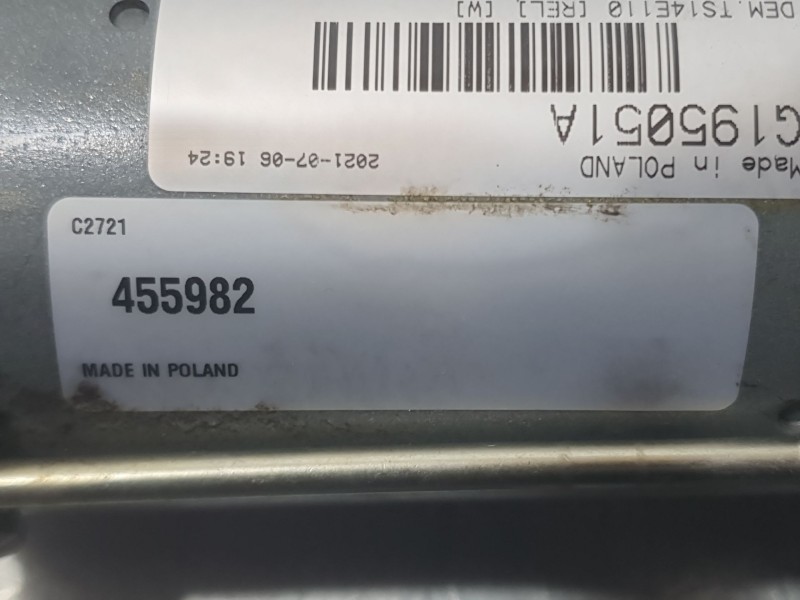 DEM.TS14E110 [REL] [W]
G195051A
Made in POLAND
2021-07-06 19:24
C2721
455982
MADE IN POLAND